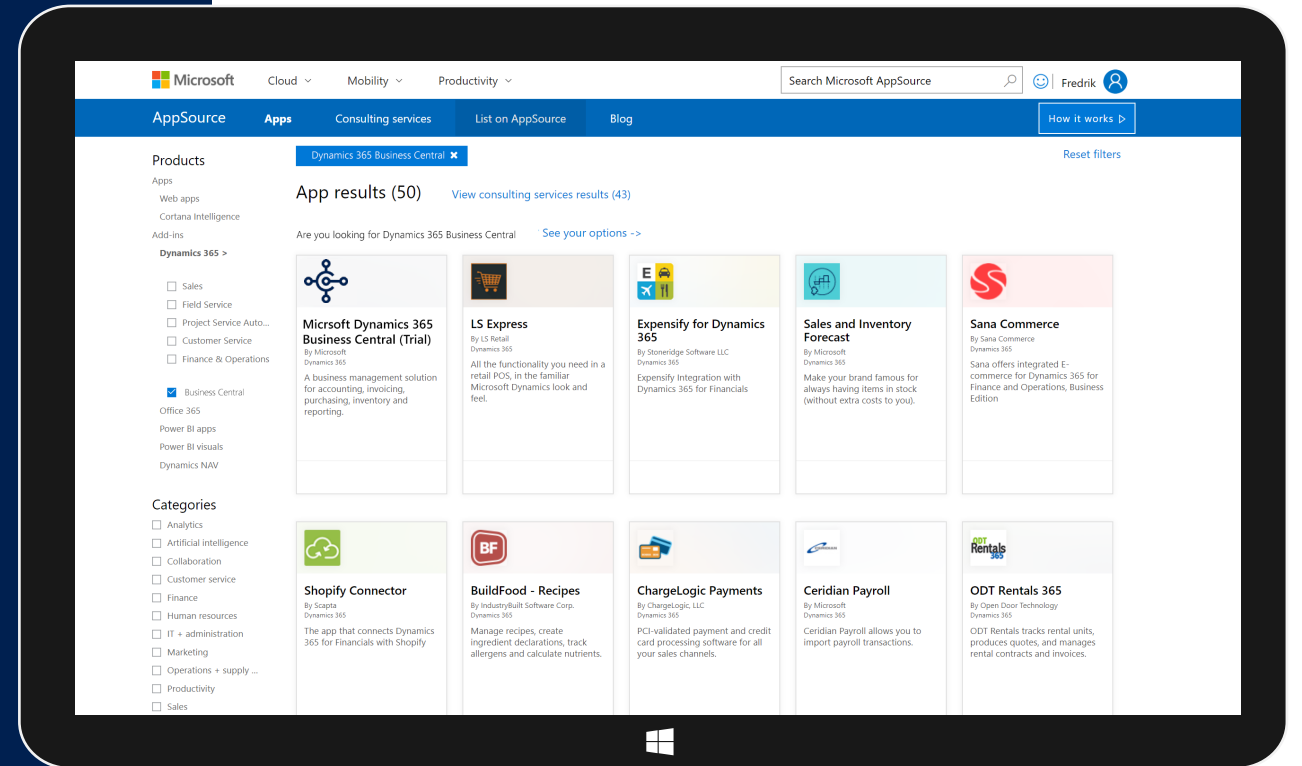 Microsoft Cloud Mobility Productivity Search Microsoft AppSource Fredrik
AppSource Apps Consulting services List on AppSource Blog How it works
Products
Apps
Web apps
Cortana Intelligence
Add-ins
Dynamics 365 >
Sales
Field Service
Project Service Auto...
Customer Service
Finance & Operations
Business Central
Office 365
Power BI apps
Power BI visuals
Dynamics NAV
Categories
Analytics
Artificial intelligence
Collaboration
Customer service
Finance
Human resources
IT + administration
Marketing
Operations + supply ...
Productivity
Sales
Dynamics 365 Business Central Reset filters
App results (50) View consulting services results (43)
Are you looking for Dynamics 365 Business Central See your options ->
Micrsoft Dynamics 365
Business Central (Trial)
By Microsoft
Dynamics 365
A business management solution
for accounting, invoicing,
purchasing, inventory and
reporting.
LS Express
By LS Retail
Dynamics 365
All the functionality you need in a
retail POS, in the familiar
Microsoft Dynamics look and
feel.
E
Expensify for Dynamics
365
By Stoneridge Software LLC
Dynamics 365
Expensify Integration with
Dynamics 365 for Financials
Sales and Inventory
Forecast
By Microsoft
Dynamics 365
Make your brand famous for
always having items in stock
(without extra costs to you).
Sana Commerce
By Sana Commerce
Dynamics 365
Sana offers integrated E-
commerce for Dynamics 365 for
Finance and Operations, Business
Edition
Shopify Connector
By Scapta
Dynamics 365
The app that connects Dynamics
365 for Financials with Shopify
BF
BuildFood - Recipes
By IndustryBuilt Software Corp.
Dynamics 365
Manage recipes, create
ingredient declarations, track
allergens and calculate nutrients.
ChargeLogic Payments
By ChargeLogic, LLC
Dynamics 365
PCI-validated payment and credit
card processing software for all
your sales channels.
CERIDIAN
Ceridian Payroll
By Microsoft
Dynamics 365
Ceridian Payroll allows you to
import payroll transactions.
ODT
Rentals
365
ODT Rentals 365
By Open Door Technology
Dynamics 365
ODT Rentals tracks rental units,
produces quotes, and manages
rental contracts and invoices.